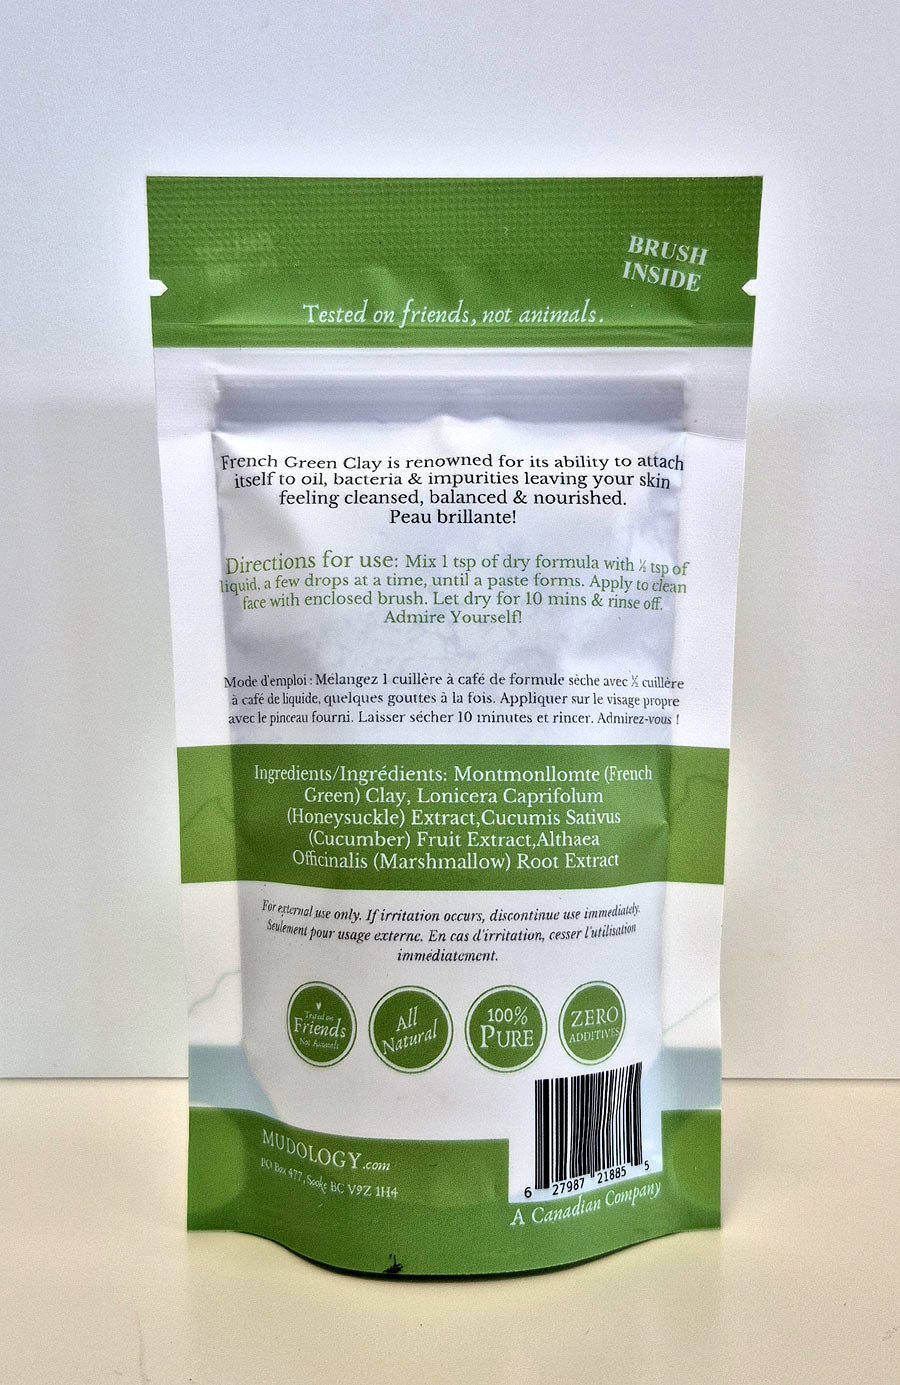 BRUSH
INSIDE
Tested on friends, not animals.
French Green Clay is renowned for its ability to attach
itself to oil, bacteria & impurities leaving your skin
feeling cleansed, balanced & nourished.
Peau brillante!
Directions for use: Mix 1 tsp of dry formula with ½ tsp of
liquid, a few drops at a time, until a paste forms. Apply to clean
face with enclosed brush. Let dry for 10 mins & rinse off.
Admire Yourself!
Mode d'emploi : Mélangez 1 cuillère à café de formule sèche avec ½ cuillère
à café de liquide, quelques gouttes à la fois. Appliquer sur le visage propre
avec le pinceau fourni. Laisser sécher 10 minutes et rincer. Admirez-vous !
Ingredients/Ingrédients: Montmonllomte (French
Green) Clay, Lonicera Caprifolum
(Honeysuckle) Extract,Cucumis Sativus
(Cucumber) Fruit Extract,Althaea
Officinalis (Marshmallow) Root Extract
For external use only. If irritation occurs, discontinue use immediately.
Seulement pour usage externe. En cas d'irritation, cesser l'utilisation
immédiatement.
Tested on
Friends
Not Animals
All
Natural
100%
PURE
ZERO
ADDITIVES
MUDOLOGY.com
PO Box 477, Sooke BC V9Z 1H4
6 27987 21885 5
A Canadian Company